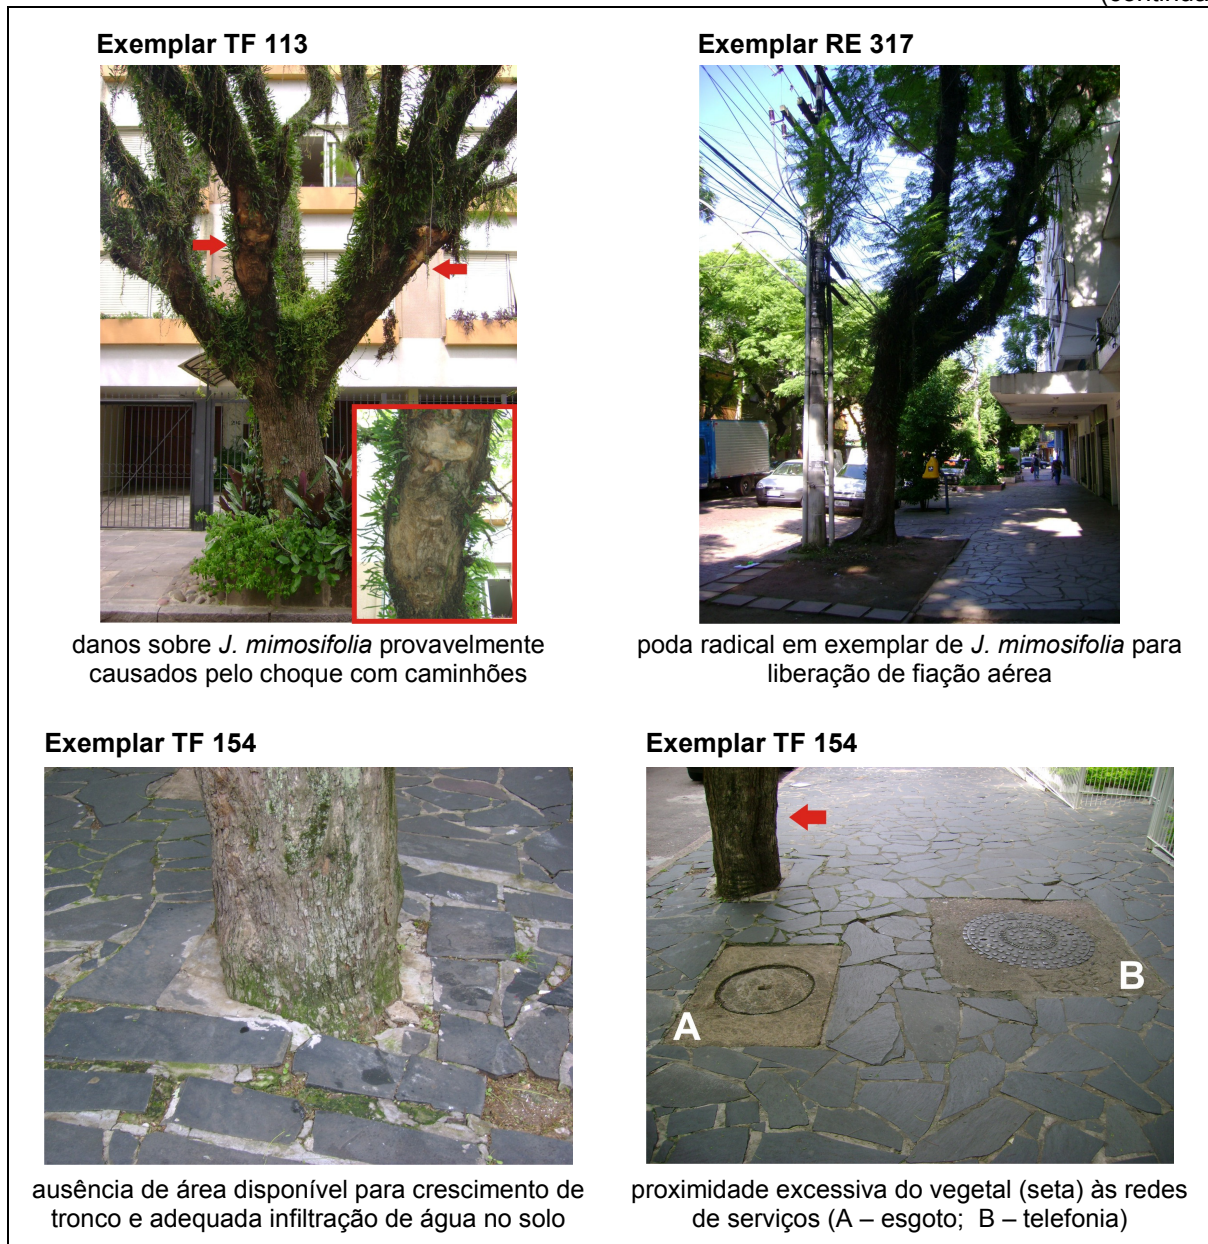 Exemplar TF 113
Exemplar RE 317
danos sobre J. mimosifolia provavelmente
causados pelo choque com caminhões
poda radical em exemplar de J. mimosifolia para
liberação de fiação aérea
Exemplar TF 154
Exemplar TF 154
A
B
ausência de área disponível para crescimento de
tronco e adequada infiltração de água no solo
proximidade excessiva do vegetal (seta) às redes
de serviços (A – esgoto; B – telefonia)